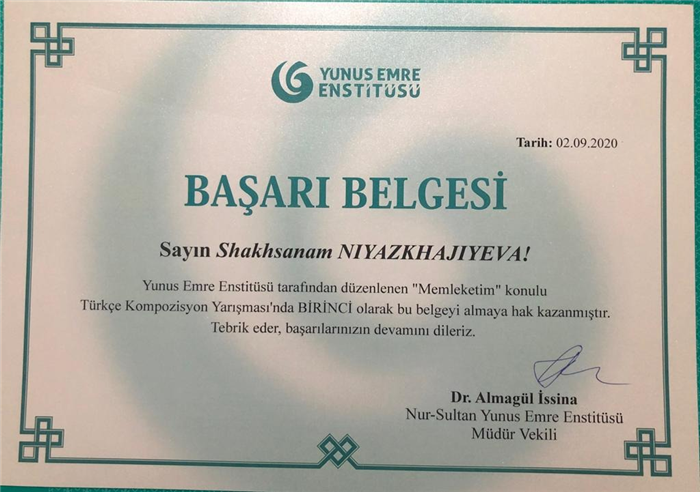 YUNUS EMRE
ENSTİTÜSÜ
Tarih: 02.09.2020
BAŞARI BELGESİ
Sayın Shakhsanam NIYAZKHAJIYEVA!
Yunus Emre Enstitüsü tarafından düzenlenen "Memleketim" konulu
Türkçe Kompozisyon Yarışması'nda BİRİNCİ olarak bu belgeyi almaya hak kazanmıştır.
Tebrik eder, başarılarınızın devamını dileriz.
Dr. Almagül İssina
Nur-Sultan Yunus Emre Enstitüsü
Müdür Vekili